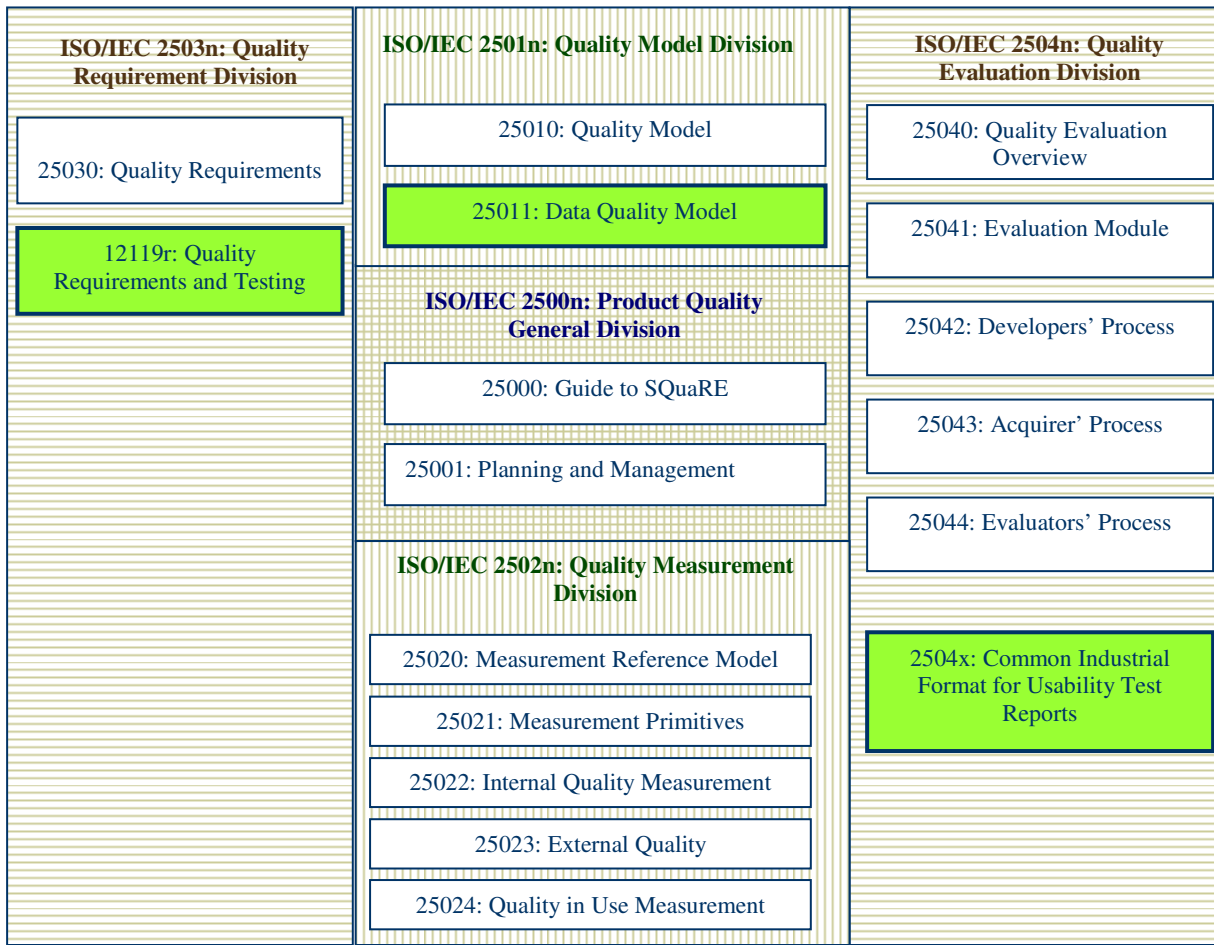 ISO/IEC 2503n: Quality
Requirement Division
25030: Quality Requirements
12119r: Quality
Requirements and Testing
ISO/IEC 2501n: Quality Model Division
25010: Quality Model
25011: Data Quality Model
ISO/IEC 2500n: Product Quality
General Division
25000: Guide to SQuaRE
25001: Planning and Management
ISO/IEC 2502n: Quality Measurement
Division
25020: Measurement Reference Model
25021: Measurement Primitives
25022: Internal Quality Measurement
25023: External Quality
25024: Quality in Use Measurement
ISO/IEC 2504n: Quality
Evaluation Division
25040: Quality Evaluation
Overview
25041: Evaluation Module
25042: Developers’ Process
25043: Acquirer’ Process
25044: Evaluators’ Process
2504x: Common Industrial
Format for Usability Test
Reports